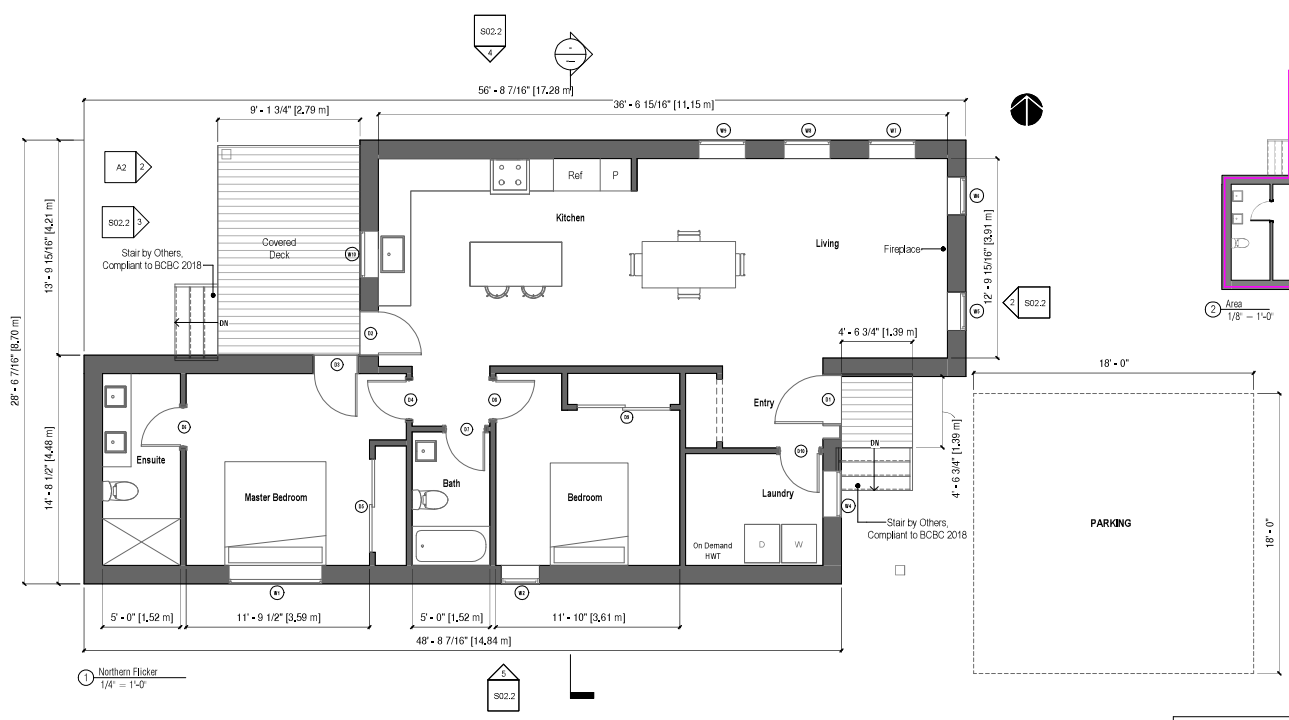 S02.2
4
56' - 8 7/16" [17.28 m]
9' - 1 3/4" [2.79 m]
36' - 6 15/16" [11.15 m]
W9
W8
W7
A2
2
S02.2
3
Ref
P
Kitchen
Living
Fireplace
Covered
Deck
W10
W6
W5
Stair by Others,
Compliant to BCBC 2018
DN
13' - 9 15/16" [4.21 m]
28' - 6 7/16" [8.70 m]
14' - 8 1/2" [4.48 m]
12' - 9 15/16" [3.91 m]
2
S02.2
2
Area
1/8" = 1'-0"
4' - 6 3/4" [1.39 m]
18' - 0"
D2
D3
D4
D7
D1
D10
D5
Entry
Ensuite
Master Bedroom
Bath
Bedroom
Laundry
DN
4' - 6 3/4" [1.39 m]
W4
Stair by Others,
Compliant to BCBC 2018
On Demand
HWT
D
W
PARKING
18' - 0"
W1
W2
5' - 0" [1.52 m]
11' - 9 1/2" [3.59 m]
5' - 0" [1.52 m]
11' - 10" [3.61 m]
48' - 8 7/16" [14.84 m]
1
Northern Flicker
1/4" = 1'-0"
5
S02.2